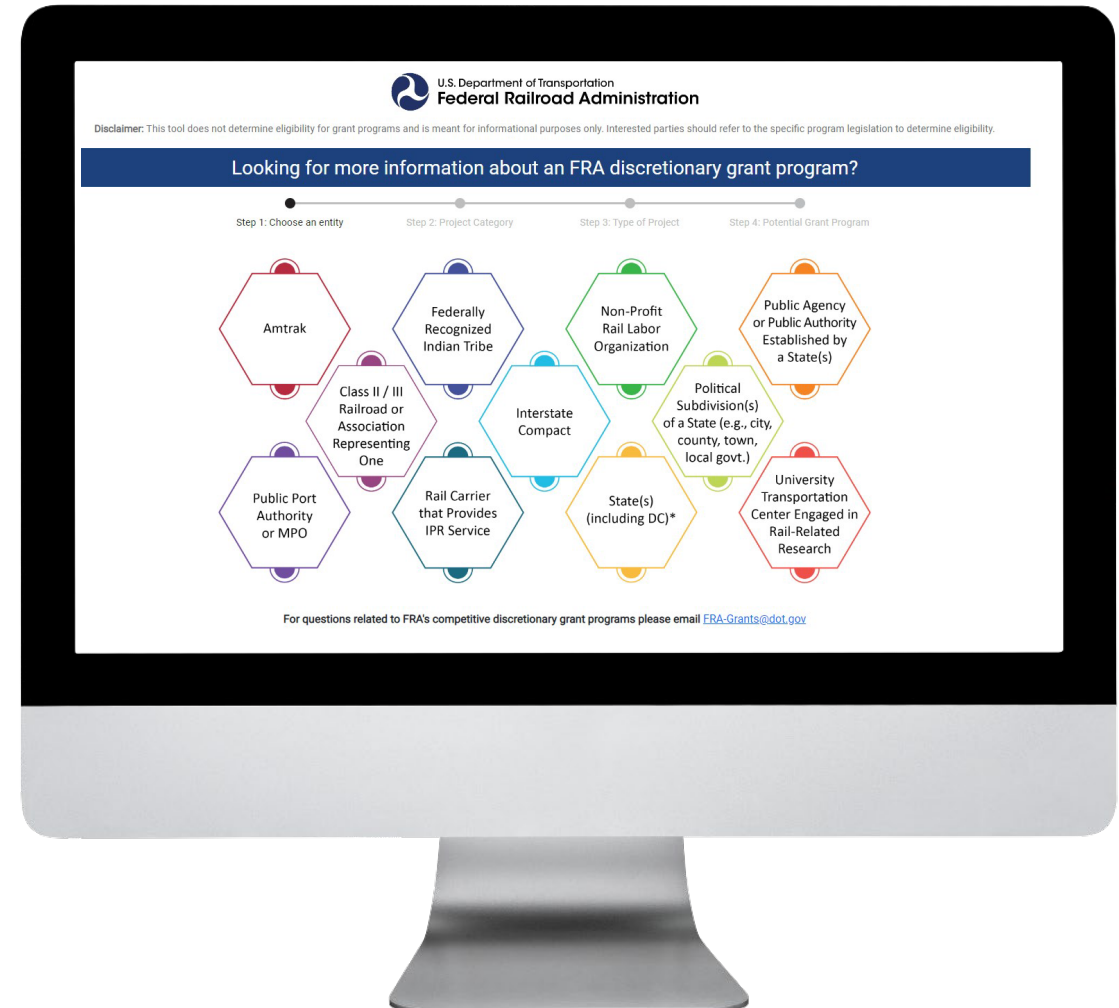 U.S. Department of Transportation
Federal Railroad Administration
Disclaimer: This tool does not determine eligibility for grant programs and is meant for informational purposes only. Interested parties should refer to the specific program legislation to determine eligibility.
Looking for more information about an FRA discretionary grant program?
Step 1: Choose an entity
Step 2: Project Category
Step 3: Type of Project
Step 4: Potential Grant Program
Amtrak
Federally
Recognized
Indian Tribe
Non-Profit
Rail Labor
Organization
Public Agency
or Public Authority
Established by
a State(s)
Class II / III
Railroad or
Association
Representing
One
Interstate
Compact
Political
Subdivision(s)
of a State (e.g., city,
county, town,
local govt.)
Public Port
Authority
or MPO
Rail Carrier
that Provides
IPR Service
State(s)
(including DC)*
University
Transportation
Center Engaged in
Rail-Related
Research
For questions related to FRA's competitive discretionary grant programs please email FRA-Grants@dot.gov